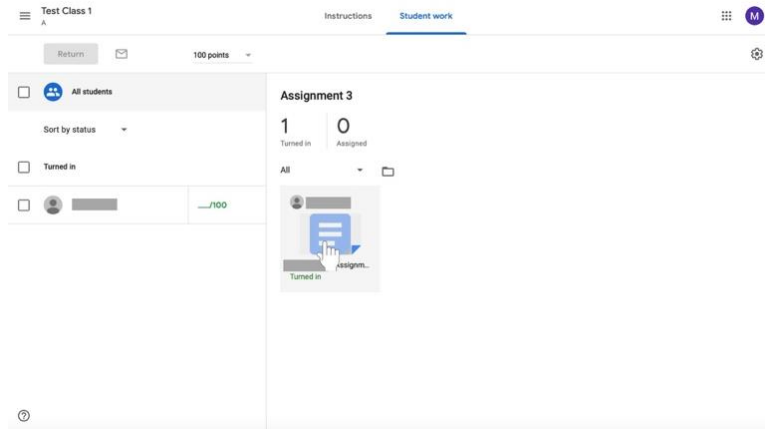 Test Class 1
A
Instructions
Student work
M
Return
100 points
All students
Sort by status
Turned in
__/100
Assignment 3
1
Turned in
0
Assigned
All
Assignm...
Turned in
?